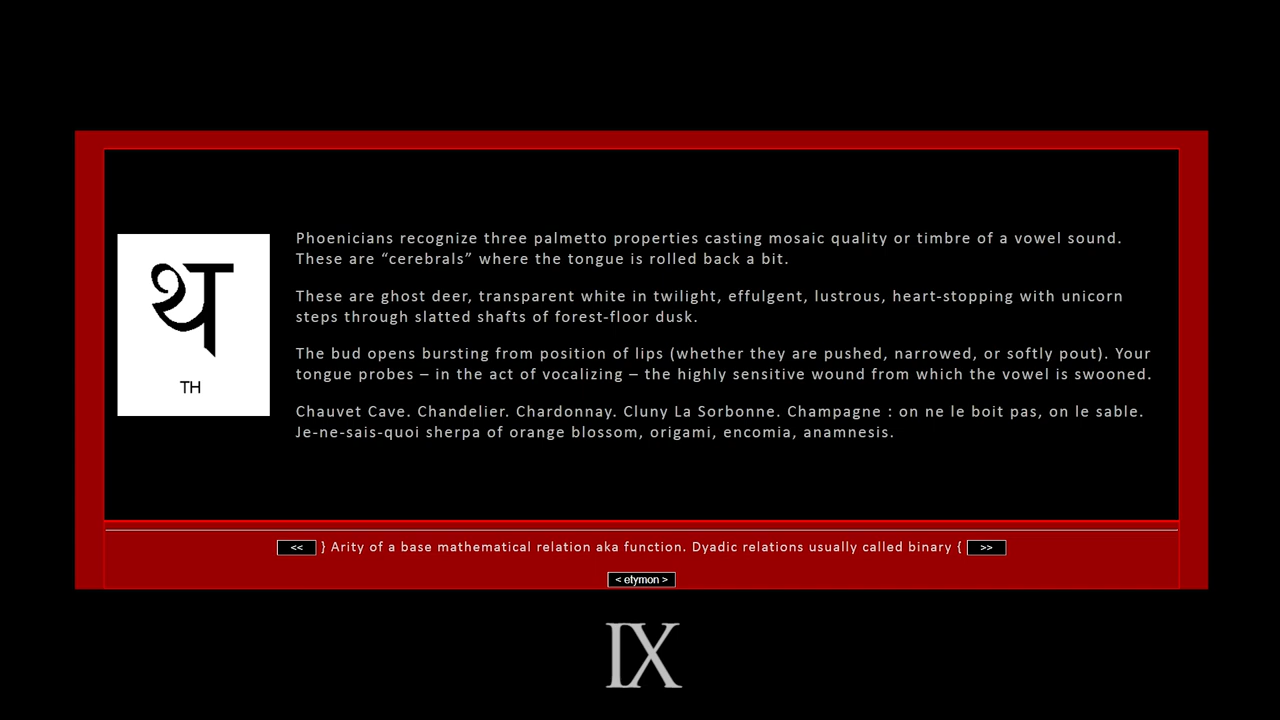 थ
TH
Phoenicians recognize three palmetto properties casting mosaic quality or timbre of a vowel sound.
These are “cerebrals” where the tongue is rolled back a bit.
These are ghost deer, transparent white in twilight, effulgent, lustrous, heart-stopping with unicorn
steps through slatted shafts of forest-floor dusk.
The bud opens bursting from position of lips (whether they are pushed, narrowed, or softly pout). Your
tongue probes – in the act of vocalizing – the highly sensitive wound from which the vowel is swooned.
Chauvet Cave. Chandelier. Chardonnay. Cluny La Sorbonne. Champagne : on ne le boit pas, on le sable.
Je-ne-sais-quoi sherpa of orange blossom, origami, encomia, anamnesis.
<< } Arity of a base mathematical relation aka function. Dyadic relations usually called binary { >>
< etymon >
IX